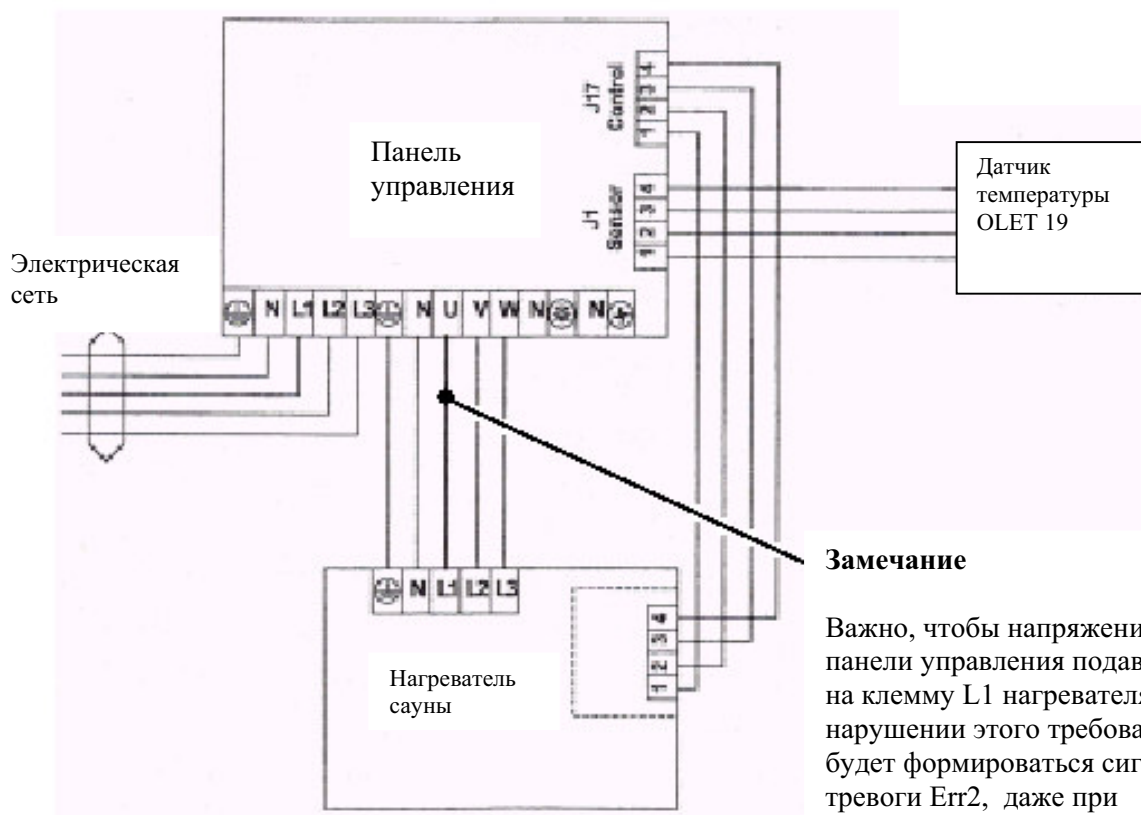 J17
Control
4
3
2
1
Панель
управления
J1
Sensor
4
3
2
1
Датчик
температуры
OLET 19
Электрическая
сеть
N L1 L2 L3 N U V W N N
N L1 L2 L3
4
3
2
1
Нагреватель
сауны
Замечание
Важно, чтобы напряжени
панели управления подав
на клемму L1 нагревателя
нарушении этого требова
будет формироваться сиг
тревоги Err2, даже при